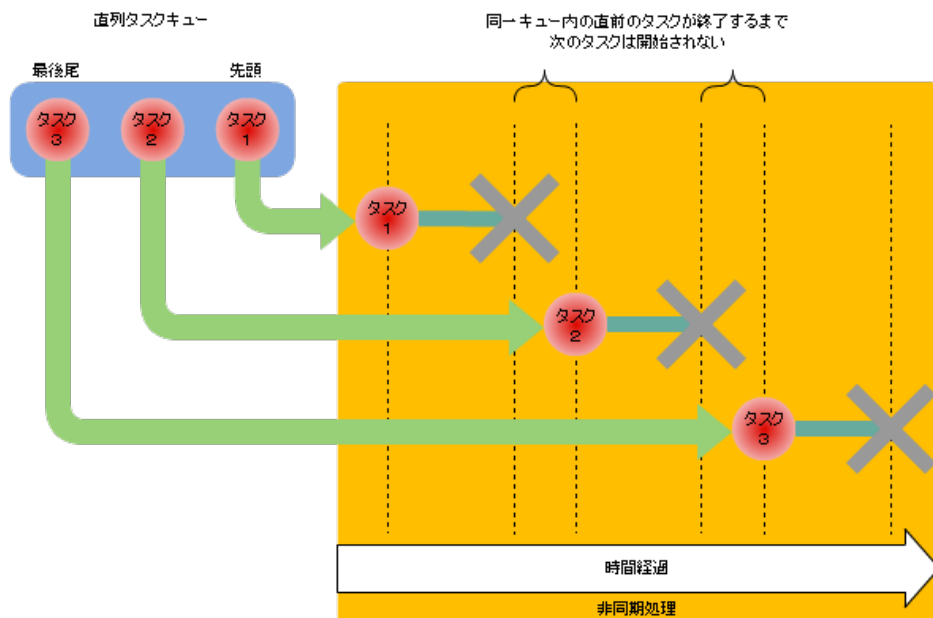 直列タスクキュー
同一キュー内の直前のタスクが終了するまで
次のタスクは開始されない
最後尾
先頭
タスク
3
タスク
2
タスク
1
タスク
1
タスク
2
タスク
3
時間経過
非同期処理